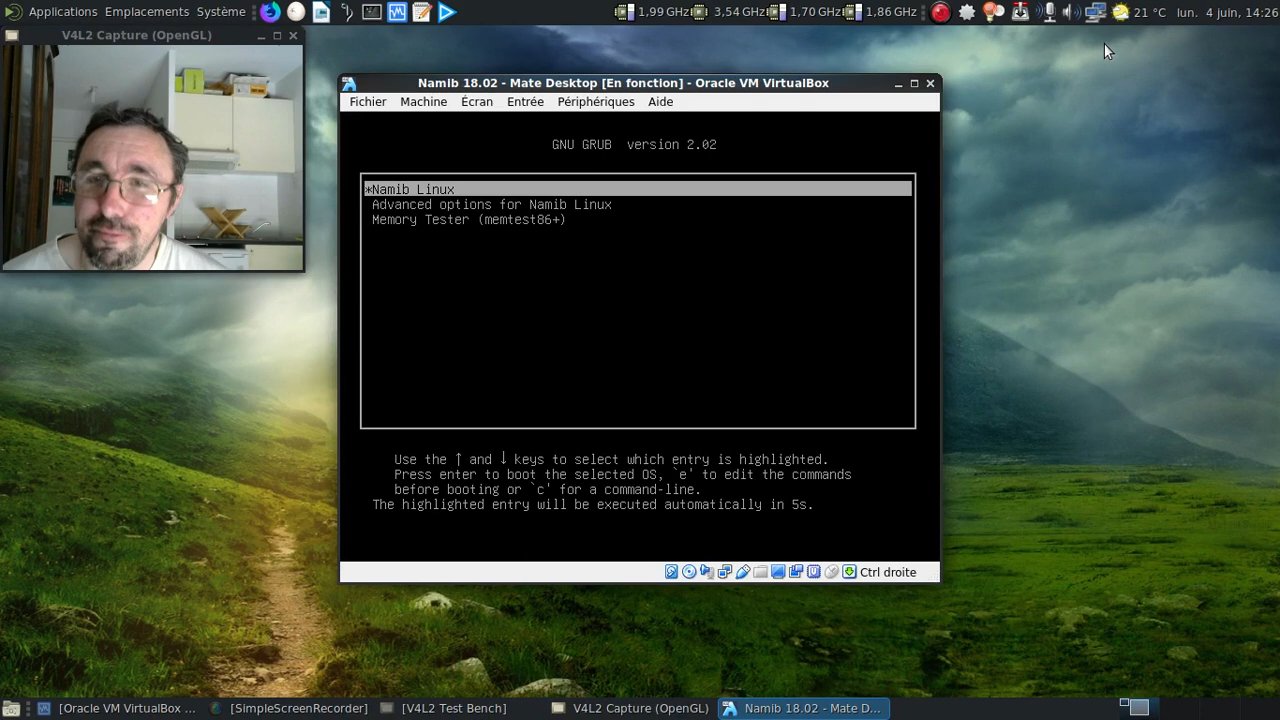 Applications Emplacements Système
1,99 GHz 3,54 GHz 1,70 GHz 1,86 GHz 21 °C lun. 4 juin, 14:26
V4L2 Capture (OpenGL)
Namib 18.02 - Mate Desktop [En fonction] - Oracle VM VirtualBox
Fichier Machine Écran Entrée Périphériques Aide
GNU GRUB version 2.02
*Namib Linux
Advanced options for Namib Linux
Memory Tester (memtest86+)
Use the ↑ and ↓ keys to select which entry is highlighted.
Press enter to boot the selected OS, `e' to edit the commands
before booting or `c' for a command-line.
The highlighted entry will be executed automatically in 5s.
Ctrl droite
[Oracle VM VirtualBox ... [SimpleScreenRecorder] [V4L2 Test Bench] V4L2 Capture (OpenGL) Namib 18.02 - Mate D...